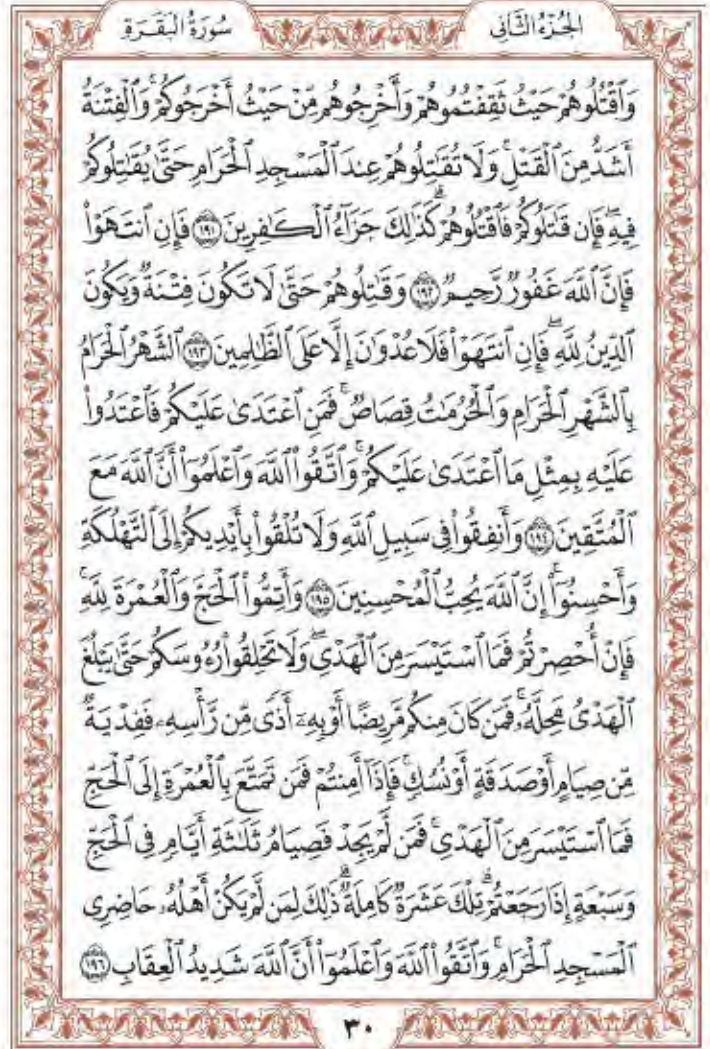 الجُزْءُ الثَّانِي
سُورَةُ الْبَقَرَةِ
وَٱقْتُلُوهُمْ حَيْثُ ثَقِفْتُمُوهُمْ وَأَخْرِجُوهُم مِّنْ حَيْثُ أَخْرَجُوكُمْ ۚ وَٱلْفِتْنَةُ
أَشَدُّ مِنَ ٱلْقَتْلِ ۚ وَلَا تُقَٰتِلُوهُمْ عِندَ ٱلْمَسْجِدِ ٱلْحَرَامِ حَتَّىٰ يُقَٰتِلُوكُمْ
فِيهِ ۖ فَإِن قَٰتَلُوكُمْ فَٱقْتُلُوهُمْ ۗ كَذَٰلِكَ جَزَآءُ ٱلْكَٰفِرِينَ ١٩١ فَإِنِ ٱنتَهَوْا۟
فَإِنَّ ٱللَّهَ غَفُورٌ رَّحِيمٌ ١٩٢ وَقَٰتِلُوهُمْ حَتَّىٰ لَا تَكُونَ فِتْنَةٌ وَيَكُونَ
ٱلدِّينُ لِلَّهِ ۖ فَإِنِ ٱنتَهَوْا۟ فَلَا عُدْوَٰنَ إِلَّا عَلَى ٱلظَّٰلِمِينَ ١٩٣ ٱلشَّهْرُ ٱلْحَرَامُ
بِٱلشَّهْرِ ٱلْحَرَامِ وَٱلْحُرُمَٰتُ قِصَاصٌ ۚ فَمَنِ ٱعْتَدَىٰ عَلَيْكُمْ فَٱعْتَدُوا۟
عَلَيْهِ بِمِثْلِ مَا ٱعْتَدَىٰ عَلَيْكُمْ ۚ وَٱتَّقُوا۟ ٱللَّهَ وَٱعْلَمُوٓا۟ أَنَّ ٱللَّهَ مَعَ
ٱلْمُتَّقِينَ ١٩٤ وَأَنفِقُوا۟ فِى سَبِيلِ ٱللَّهِ وَلَا تُلْقُوا۟ بِأَيْدِيكُمْ إِلَى ٱلتَّهْلُكَةِ ۛ
وَأَحْسِنُوٓا۟ ۛ إِنَّ ٱللَّهَ يُحِبُّ ٱلْمُحْسِنِينَ ١٩٥ وَأَتِمُّوا۟ ٱلْحَجَّ وَٱلْعُمْرَةَ لِلَّهِ ۚ
فَإِنْ أُحْصِرْتُمْ فَمَا ٱسْتَيْسَرَ مِنَ ٱلْهَدْىِ ۖ وَلَا تَحْلِقُوا۟ رُءُوسَكُمْ حَتَّىٰ يَبْلُغَ
ٱلْهَدْىُ مَحِلَّهُۥ ۚ فَمَن كَانَ مِنكُم مَّرِيضًا أَوْ بِهِۦٓ أَذًى مِّن رَّأْسِهِۦ فَفِدْيَةٌ
مِّن صِيَامٍ أَوْ صَدَقَةٍ أَوْ نُسُكٍ ۚ فَإِذَآ أَمِنتُمْ فَمَن تَمَتَّعَ بِٱلْعُمْرَةِ إِلَى ٱلْحَجِّ
فَمَا ٱسْتَيْسَرَ مِنَ ٱلْهَدْىِ ۚ فَمَن لَّمْ يَجِدْ فَصِيَامُ ثَلَٰثَةِ أَيَّامٍ فِى ٱلْحَجِّ
وَسَبْعَةٍ إِذَا رَجَعْتُمْ ۗ تِلْكَ عَشَرَةٌ كَامِلَةٌ ۗ ذَٰلِكَ لِمَن لَّمْ يَكُنْ أَهْلُهُۥ حَاضِرِى
ٱلْمَسْجِدِ ٱلْحَرَامِ ۚ وَٱتَّقُوا۟ ٱللَّهَ وَٱعْلَمُوٓا۟ أَنَّ ٱللَّهَ شَدِيدُ ٱلْعِقَابِ ١٩٦
٣٠